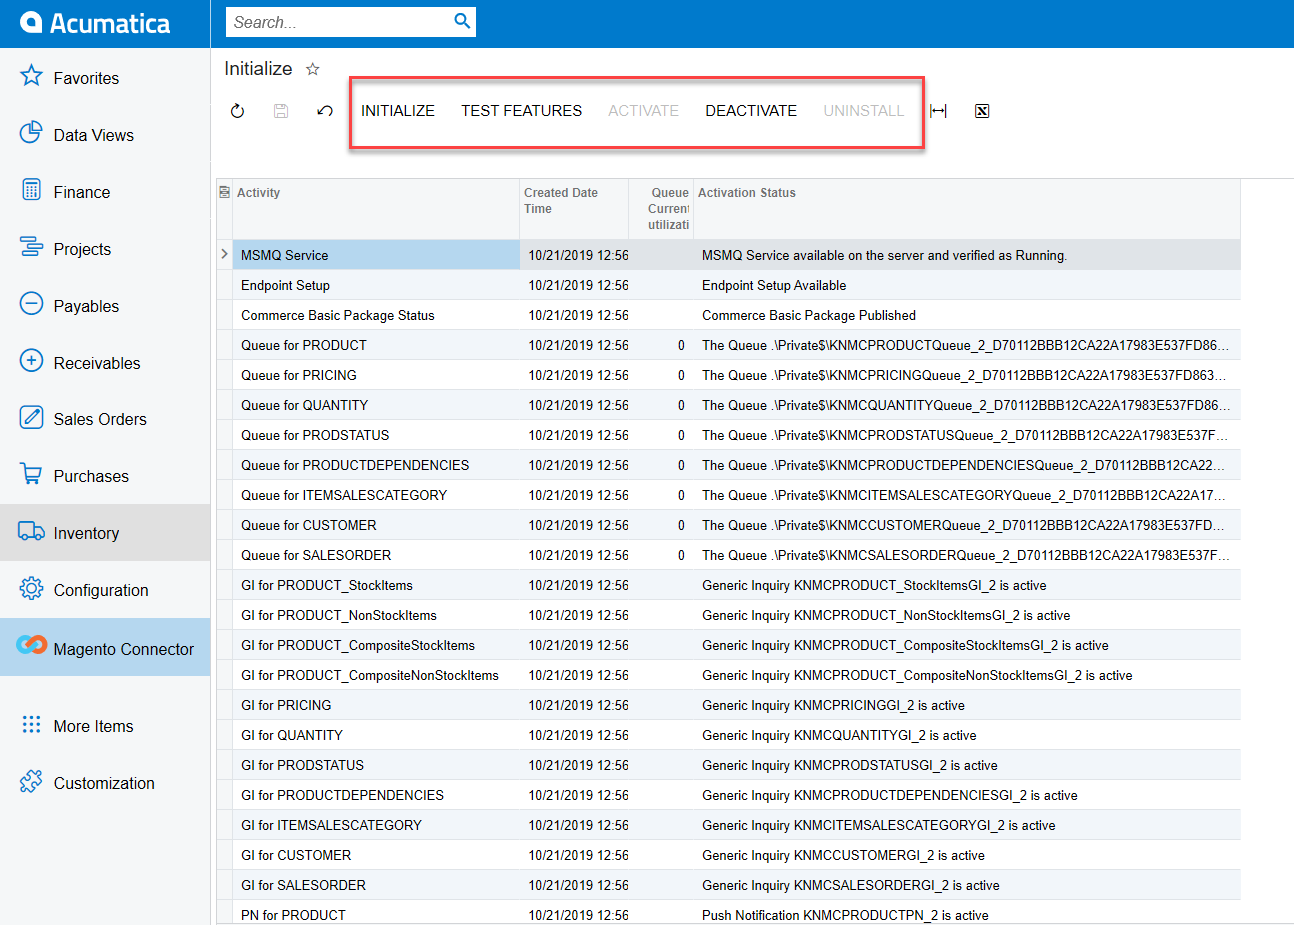 Acumatica
Search...
Favorites
Data Views
Finance
Projects
Payables
Receivables
Sales Orders
Purchases
Inventory
Configuration
Magento Connector
More Items
Customization
Initialize
INITIALIZE TEST FEATURES ACTIVATE DEACTIVATE UNINSTALL
Activity Created Date Time Queue Current utilizati Activation Status
MSMQ Service 10/21/2019 12:56 MSMQ Service available on the server and verified as Running.
Endpoint Setup 10/21/2019 12:56 Endpoint Setup Available
Commerce Basic Package Status 10/21/2019 12:56 Commerce Basic Package Published
Queue for PRODUCT 10/21/2019 12:56 0 The Queue .\Private$\KNMCPRODUCTQueue_2_D70112BBB12CA22A17983E537FD86...
Queue for PRICING 10/21/2019 12:56 0 The Queue .\Private$\KNMCPRICINGQueue_2_D70112BBB12CA22A17983E537FD863...
Queue for QUANTITY 10/21/2019 12:56 0 The Queue .\Private$\KNMCQUANTITYQueue_2_D70112BBB12CA22A17983E537FD86...
Queue for PRODSTATUS 10/21/2019 12:56 0 The Queue .\Private$\KNMCPRODSTATUSQueue_2_D70112BBB12CA22A17983E537F...
Queue for PRODUCTDEPENDENCIES 10/21/2019 12:56 0 The Queue .\Private$\KNMCPRODUCTDEPENDENCIESQueue_2_D70112BBB12CA22...
Queue for ITEMSALESCATEGORY 10/21/2019 12:56 0 The Queue .\Private$\KNMCITEMSALESCATEGORYQueue_2_D70112BBB12CA22A17...
Queue for CUSTOMER 10/21/2019 12:56 0 The Queue .\Private$\KNMCCUSTOMERQueue_2_D70112BBB12CA22A17983E537FD...
Queue for SALESORDER 10/21/2019 12:56 0 The Queue .\Private$\KNMCSALESORDERQueue_2_D70112BBB12CA22A17983E537F...
GI for PRODUCT_StockItems 10/21/2019 12:56 Generic Inquiry KNMCPRODUCT_StockItemsGI_2 is active
GI for PRODUCT_NonStockItems 10/21/2019 12:56 Generic Inquiry KNMCPRODUCT_NonStockItemsGI_2 is active
GI for PRODUCT_CompositeStockItems 10/21/2019 12:56 Generic Inquiry KNMCPRODUCT_CompositeStockItemsGI_2 is active
GI for PRODUCT_CompositeNonStockItems 10/21/2019 12:56 Generic Inquiry KNMCPRODUCT_CompositeNonStockItemsGI_2 is active
GI for PRICING 10/21/2019 12:56 Generic Inquiry KNMCPRICINGGI_2 is active
GI for QUANTITY 10/21/2019 12:56 Generic Inquiry KNMCQUANTITYGI_2 is active
GI for PRODSTATUS 10/21/2019 12:56 Generic Inquiry KNMCPRODSTATUSGI_2 is active
GI for PRODUCTDEPENDENCIES 10/21/2019 12:56 Generic Inquiry KNMCPRODUCTDEPENDENCIESGI_2 is active
GI for ITEMSALESCATEGORY 10/21/2019 12:56 Generic Inquiry KNMCITEMSALESCATEGORYGI_2 is active
GI for CUSTOMER 10/21/2019 12:56 Generic Inquiry KNMCCUSTOMERGI_2 is active
GI for SALESORDER 10/21/2019 12:56 Generic Inquiry KNMCSALESORDERGI_2 is active
PN for PRODUCT 10/21/2019 12:56 Push Notification KNMCPRODUCTPN_2 is active